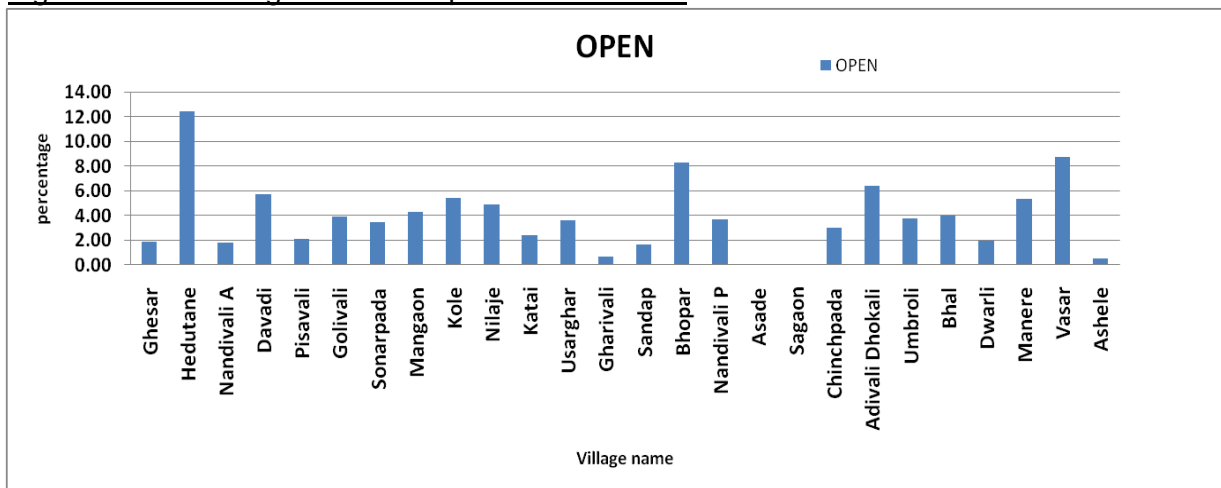 OPEN
OPEN
percentage
14.00
12.00
10.00
8.00
6.00
4.00
2.00
0.00
Ghesar
Hedutane
Nandivali A
Davadi
Pisavali
Golivali
Sonarpada
Mangaon
Kole
Nilaje
Katai
Usarghar
Gharivali
Sandap
Bhopar
Nandivali P
Asade
Sagaon
Chinchpada
Adivali Dhokali
Umbroli
Bhal
Dwarli
Manere
Vasar
Ashele
Village name